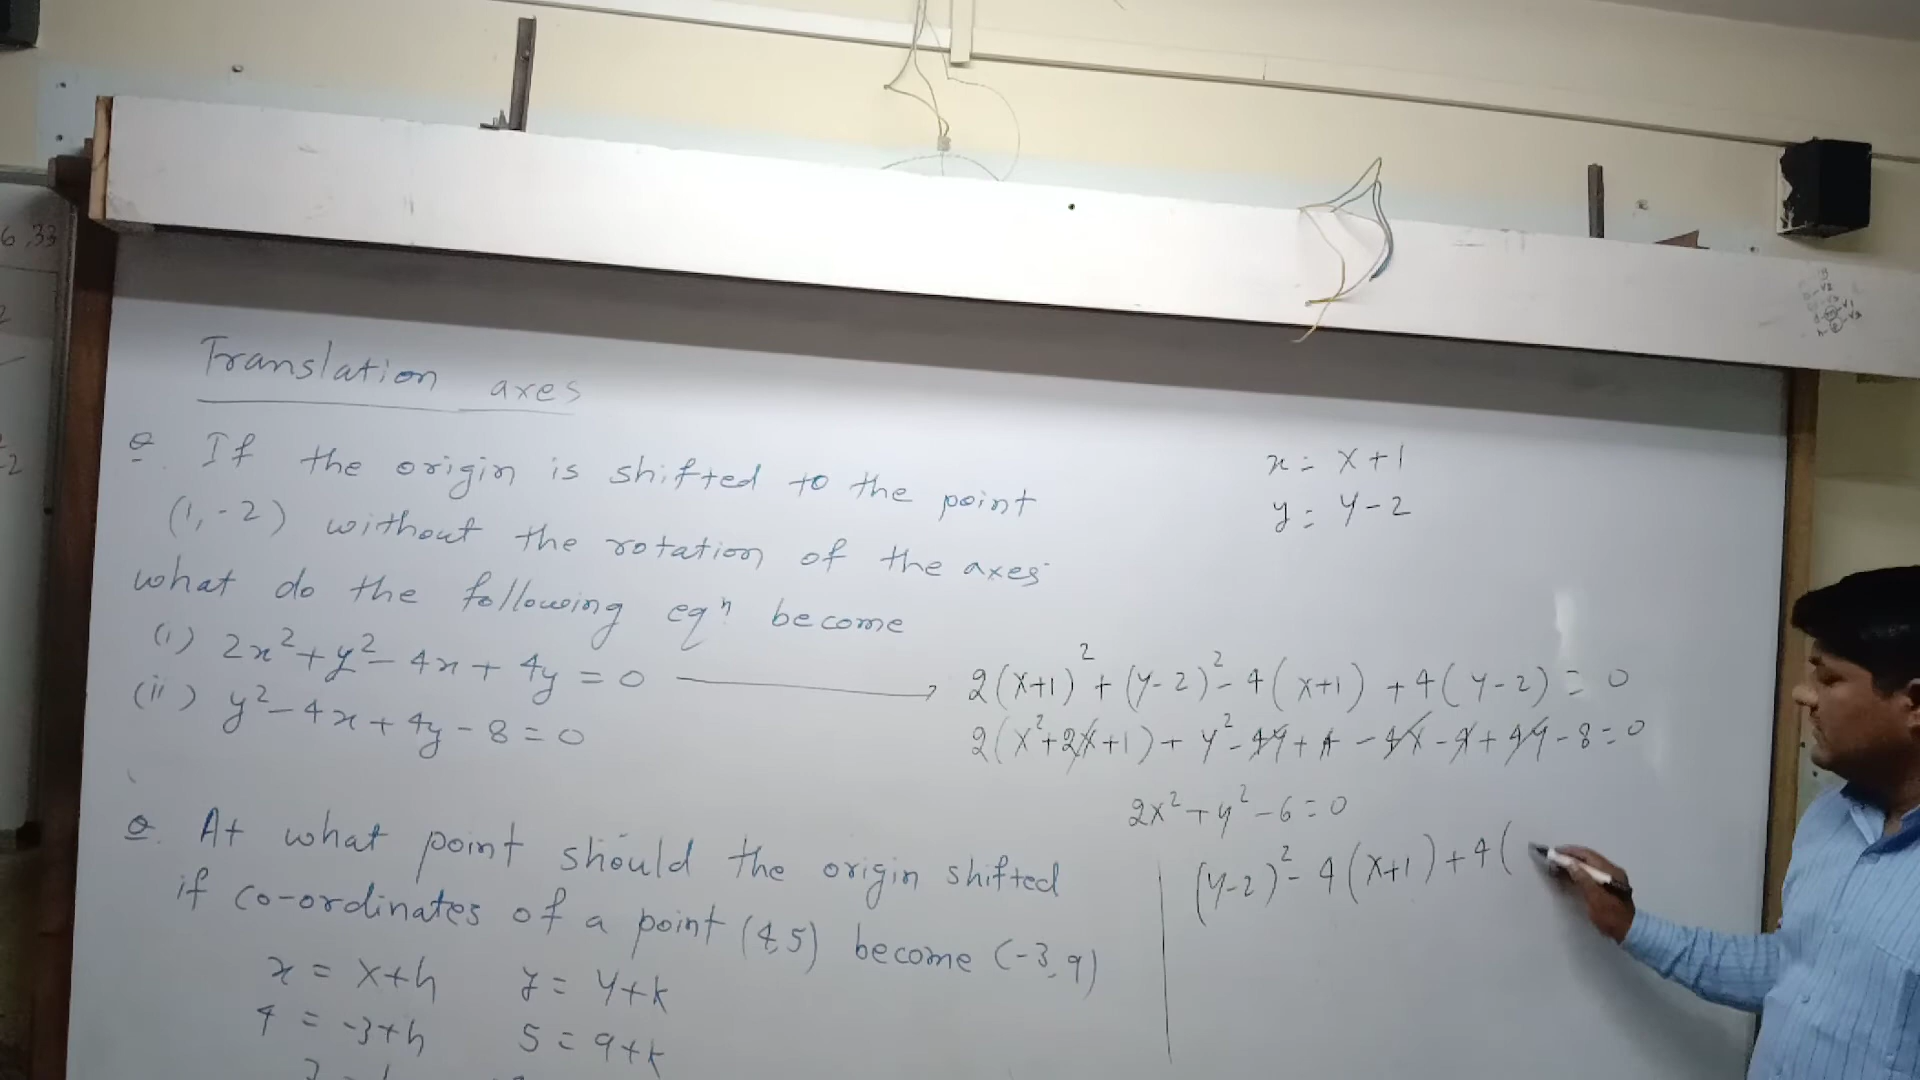 6,33
Translation axes
Q. If the origin is shifted to the point
(1,-2) without the rotation of the axes
what do the following eqⁿ. become
(i) 2x²+y²-4x+4y=0
(ii) y²-4x+4y-8=0
Q. At what point should the origin shifted
if co-ordinates of a point (4,5) become (-3,9)
x = X+h y = Y+k
4 = -3+h 5 = 9+k
x = X+1
y = Y-2
2(X+1)²+(Y-2)²-4(X+1)+4(Y-2)=0
2(X²+2X+1)+Y²-4Y+4-4X-4+4Y-8=0
2X²+Y²-6=0
(Y-2)²-4(X+1)+4(